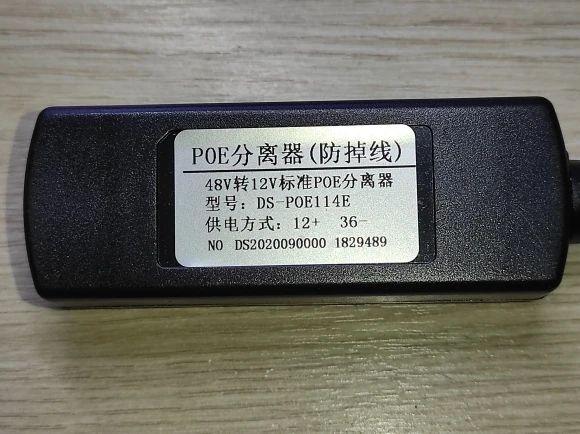 POE分离器(防掉线)
48V转12V标准POE分离器
型号: DS-POE114E
供电方式: 12+ 36-
NO DS2020090000 1829489